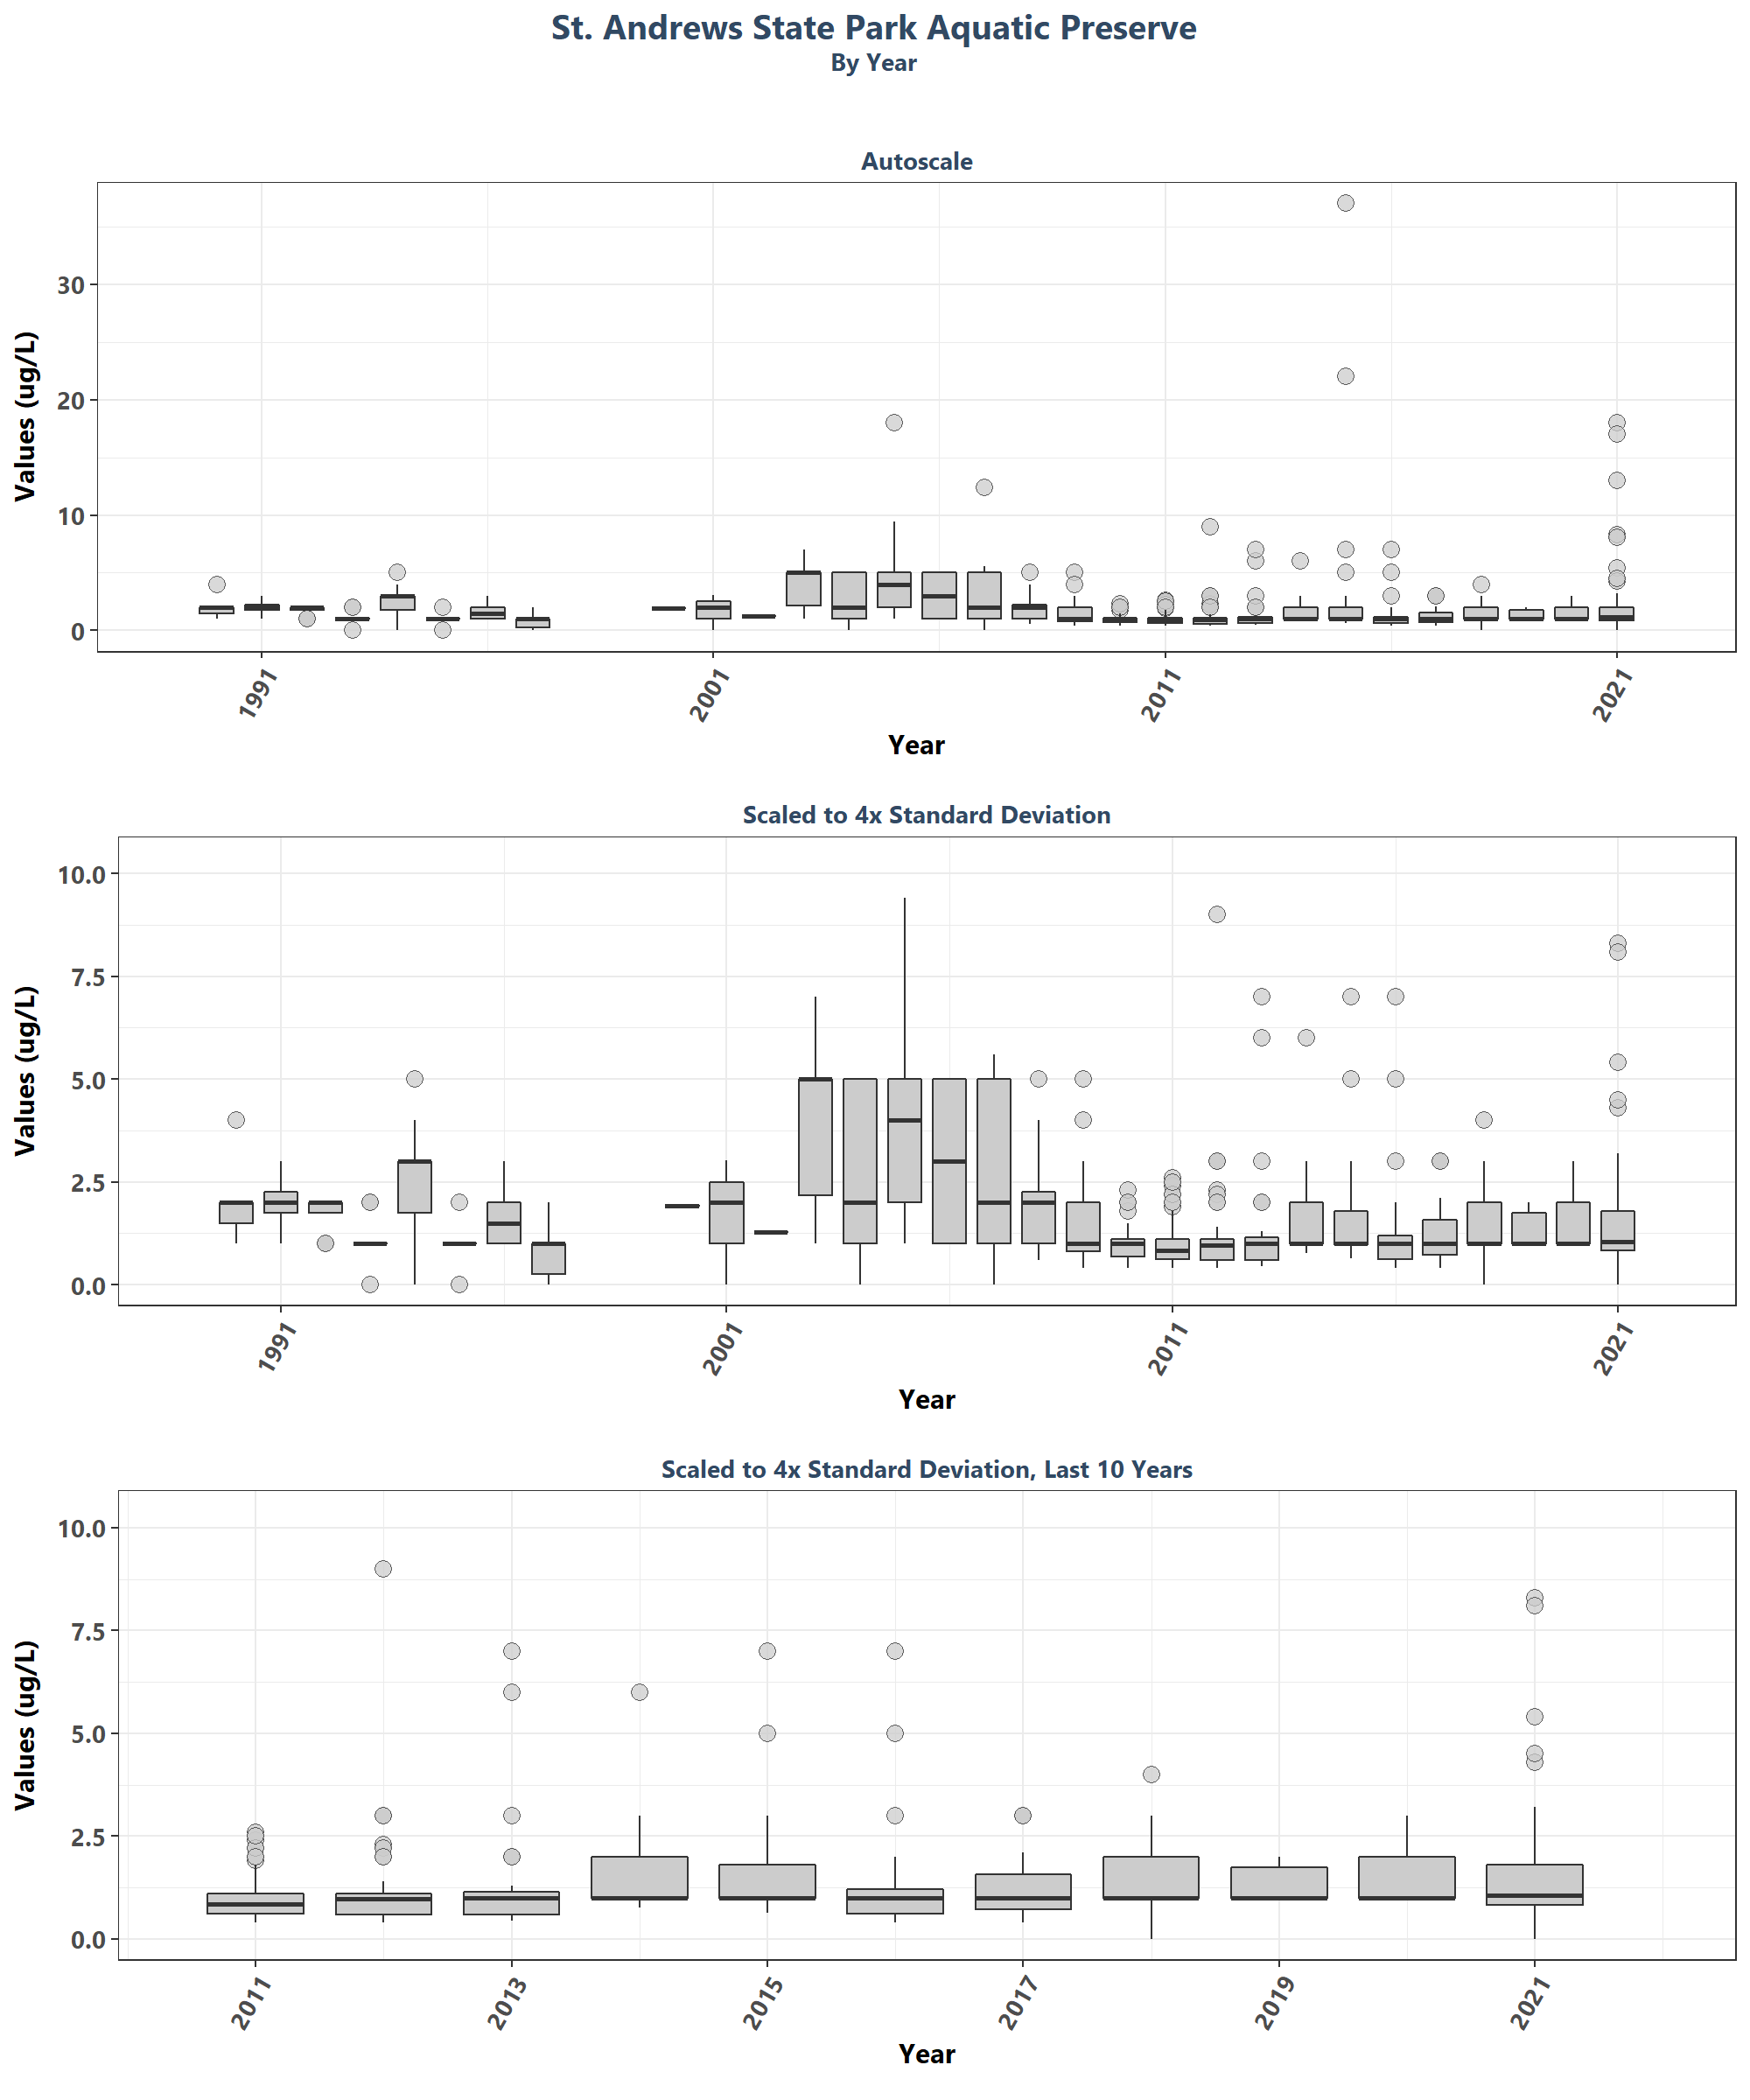 St. Andrews State Park Aquatic Preserve
By Year
Autoscale
Values (ug/L)
30
20
10
0
1991
2001
2011
2021
Year
Scaled to 4x Standard Deviation
Values (ug/L)
10.0
7.5
5.0
2.5
0.0
1991
2001
2011
2021
Year
Scaled to 4x Standard Deviation, Last 10 Years
Values (ug/L)
10.0
7.5
5.0
2.5
0.0
2011
2013
2015
2017
2019
2021
Year